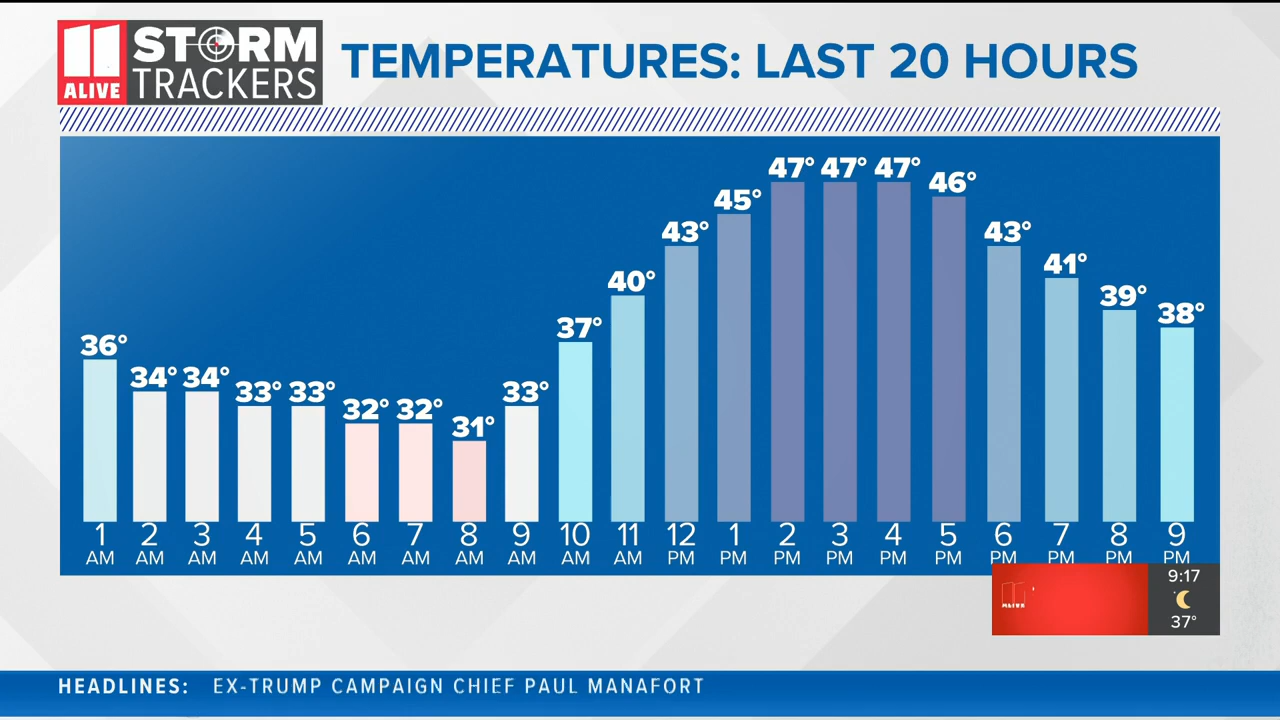 11 ALIVE
STORM TRACKERS
TEMPERATURES: LAST 20 HOURS
36° 34° 34° 33° 33° 32° 32° 31° 33° 37° 40° 43° 45° 47° 47° 47° 46° 43° 41° 39° 38°
1 2 3 4 5 6 7 8 9 10 11 12 1 2 3 4 5 6 7 8 9
AM AM AM AM AM AM AM AM AM AM AM PM PM PM PM PM PM PM PM PM PM
9:17
37°
HEADLINES: EX-TRUMP CAMPAIGN CHIEF PAUL MANAFORT